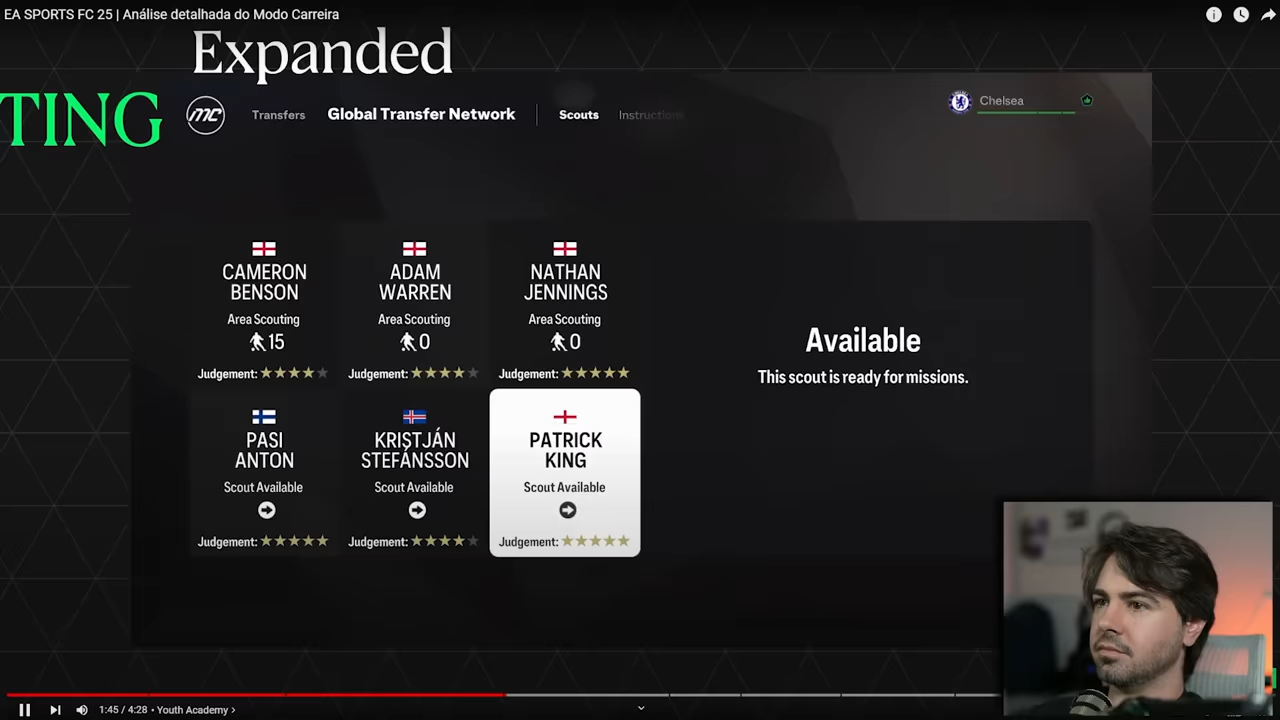 EA SPORTS FC 25 | Análise detalhada do Modo Carreira
Expanded
TING
MC
Transfers
Global Transfer Network
Scouts
Instructions
Chelsea
CAMERON
BENSON
Area Scouting
15
Judgement:
ADAM
WARREN
Area Scouting
0
Judgement:
NATHAN
JENNINGS
Area Scouting
0
Judgement:
Available
This scout is ready for missions.
PASI
ANTON
Scout Available
Judgement:
KRISTJÁN
STEFÁNSSON
Scout Available
Judgement:
PATRICK
KING
Scout Available
Judgement:
1:45 / 4:28 • Youth Academy >